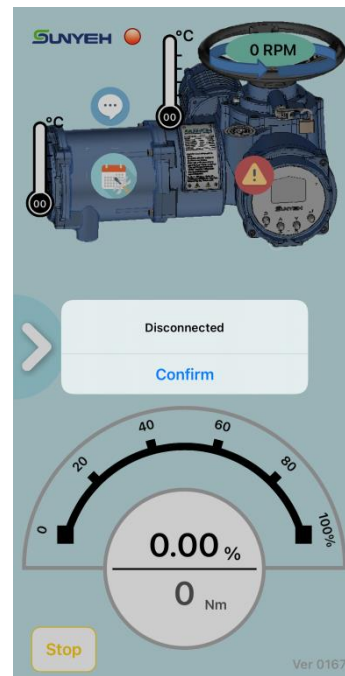 SUNYEH
°C
0 RPM
°C
00
00
SUNYEH
Disconnected
Confirm
0
20
40
60
80
100%
0.00 %
0 Nm
Stop
Ver 0167